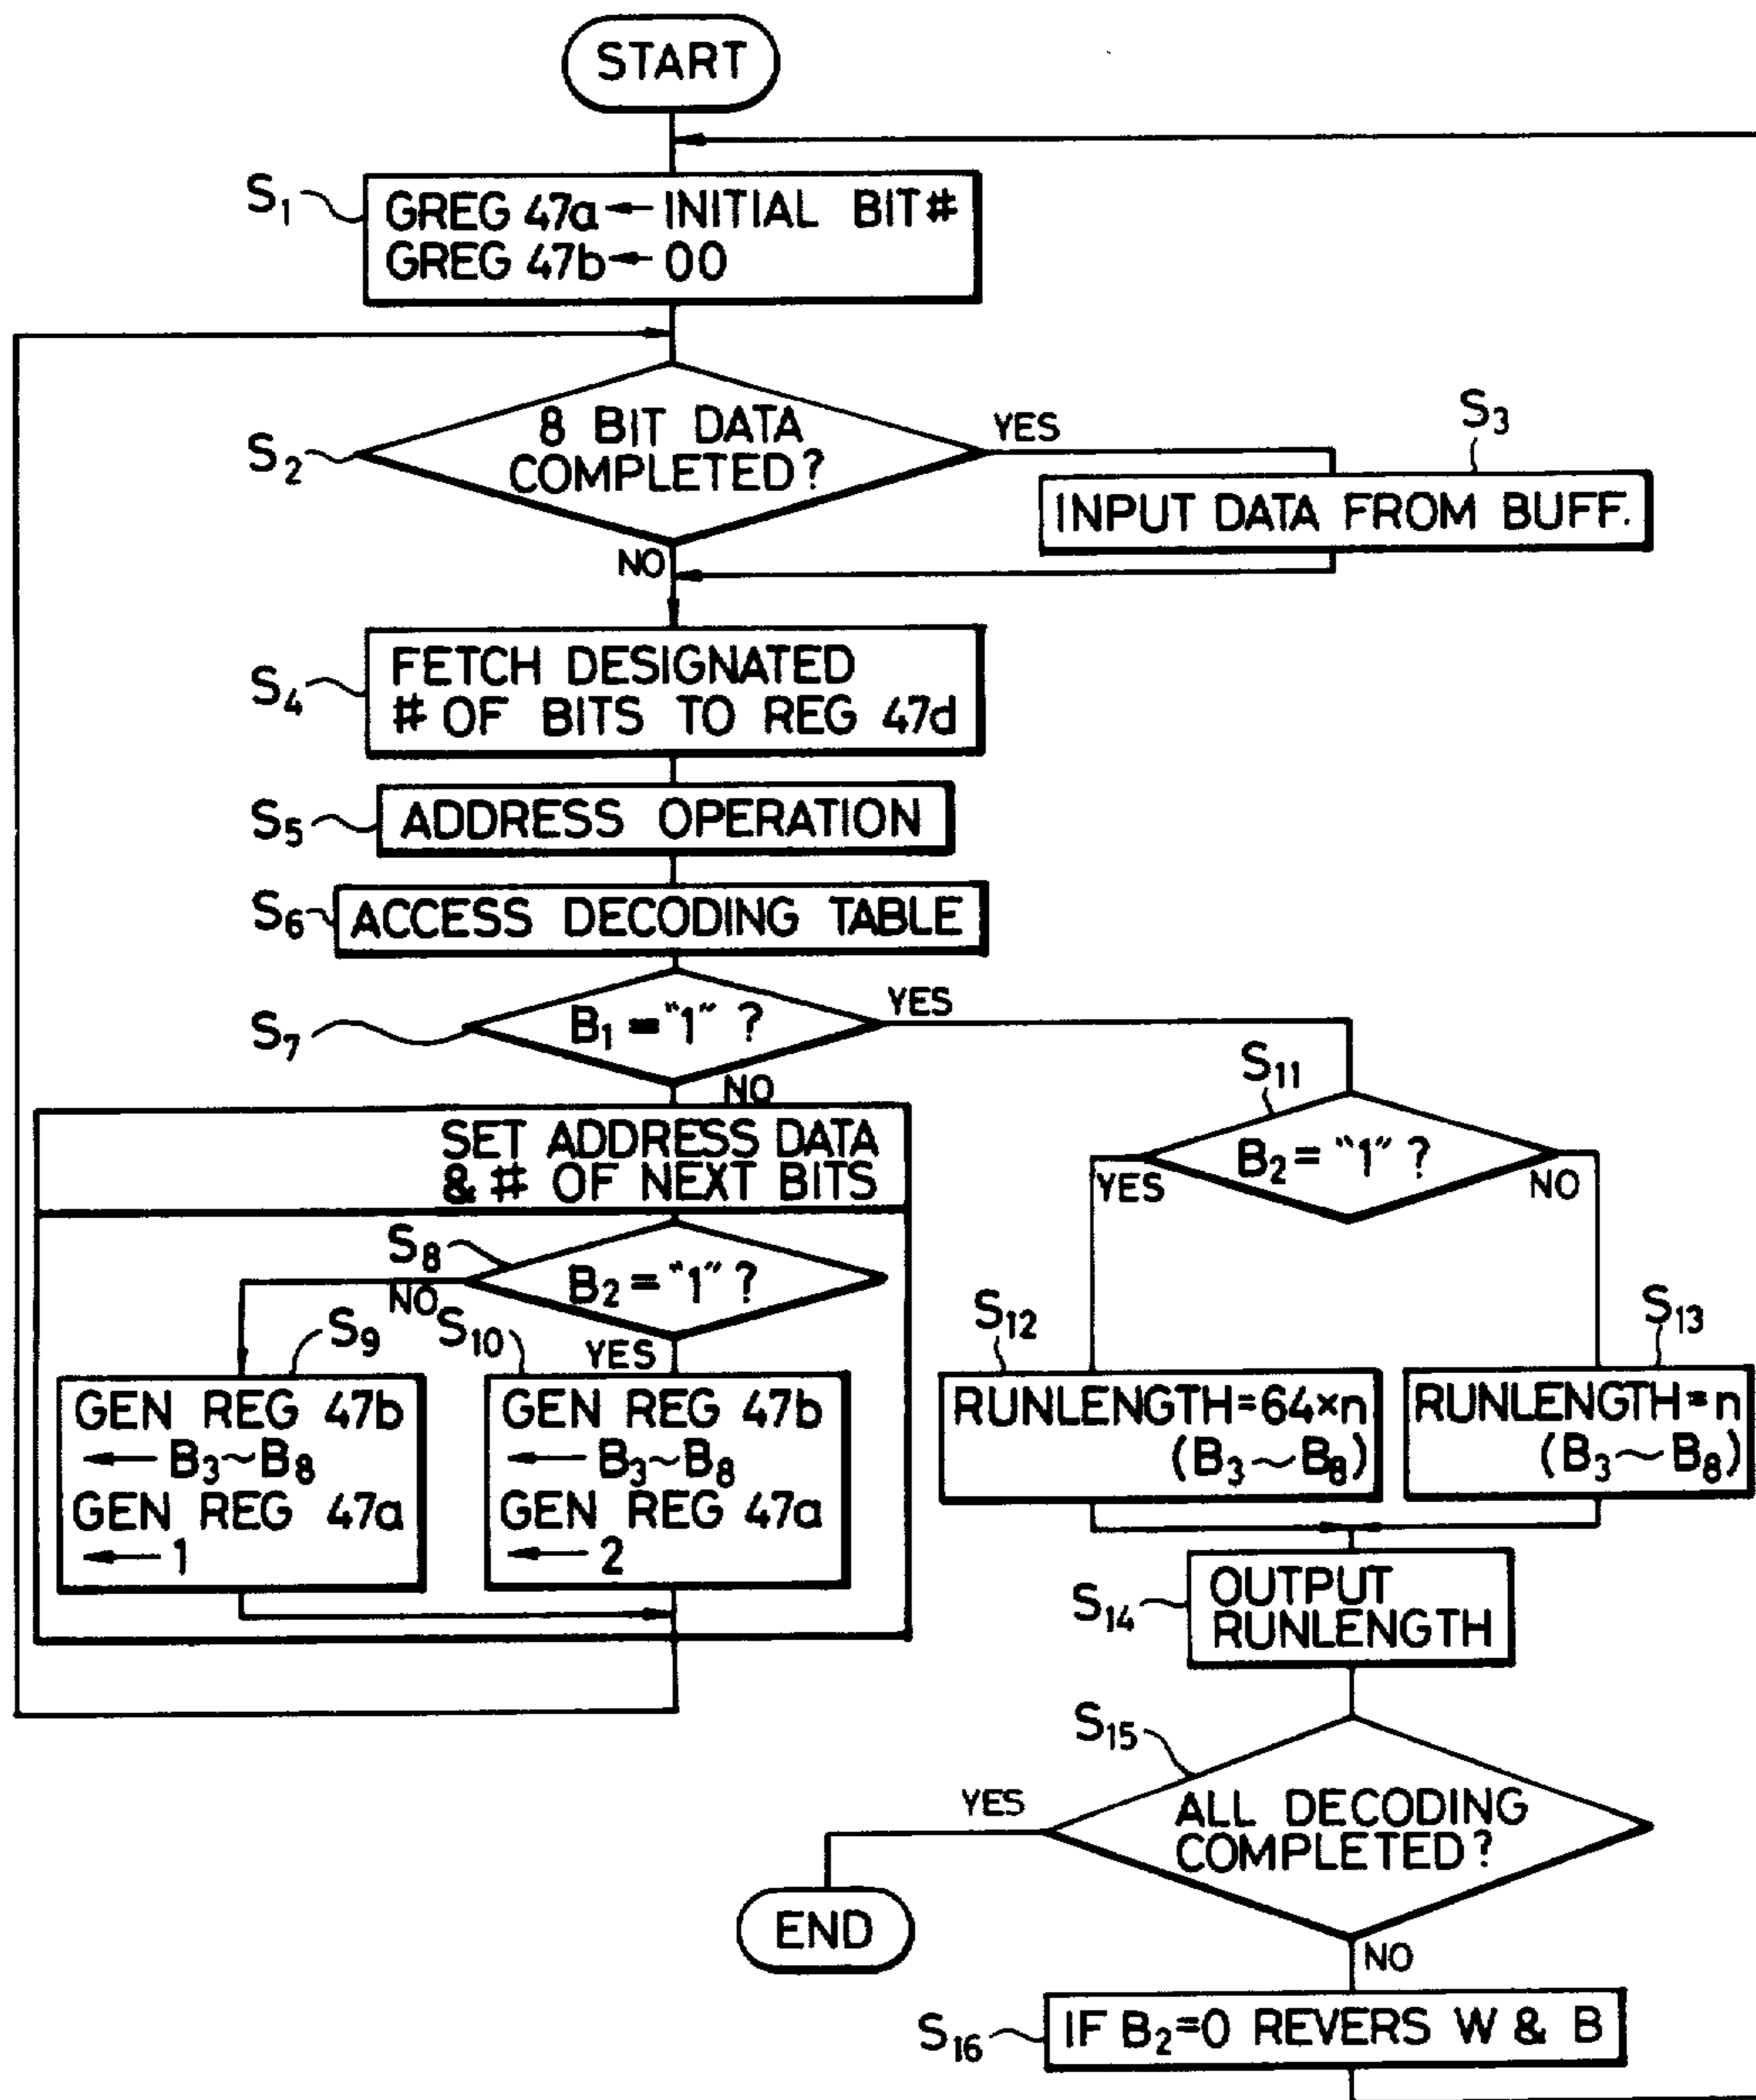 START
S1
GREG 47a ← INITIAL BIT #
GREG 47b ← 00
S2
8 BIT DATA
COMPLETED?
YES
NO
S3
INPUT DATA FROM BUFF.
S4
FETCH DESIGNATED
# OF BITS TO REG 47d
S5
ADDRESS OPERATION
S6
ACCESS DECODING TABLE
S7
B1 = "1" ?
YES
NO
SET ADDRESS DATA
& # OF NEXT BITS
S8
B2 = "1" ?
NO
YES
S9
GEN REG 47b
← B3~B8
GEN REG 47a
← 1
S10
GEN REG 47b
← B3~B8
GEN REG 47a
← 2
S11
B2 = "1" ?
YES
NO
S12
RUNLENGTH=64×n
(B3~B8)
S13
RUNLENGTH=n
(B3~B8)
S14
OUTPUT
RUNLENGTH
S15
ALL DECODING
COMPLETED?
YES
NO
END
S16
IF B2=0 REVERS W & B